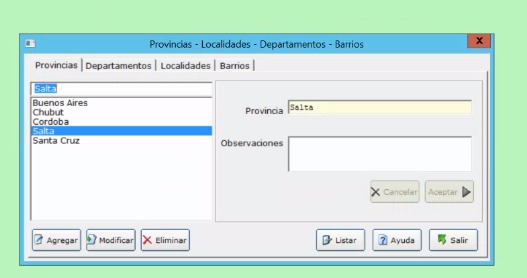 Provincias - Localidades - Departamentos - Barrios
X
Provincias Departamentos Localidades Barrios
Salta
Buenos Aires
Chubut
Cordoba
Salta
Santa Cruz
Provincia Salta
Observaciones
Cancelar Aceptar
Agregar Modificar Eliminar Listar Ayuda Salir